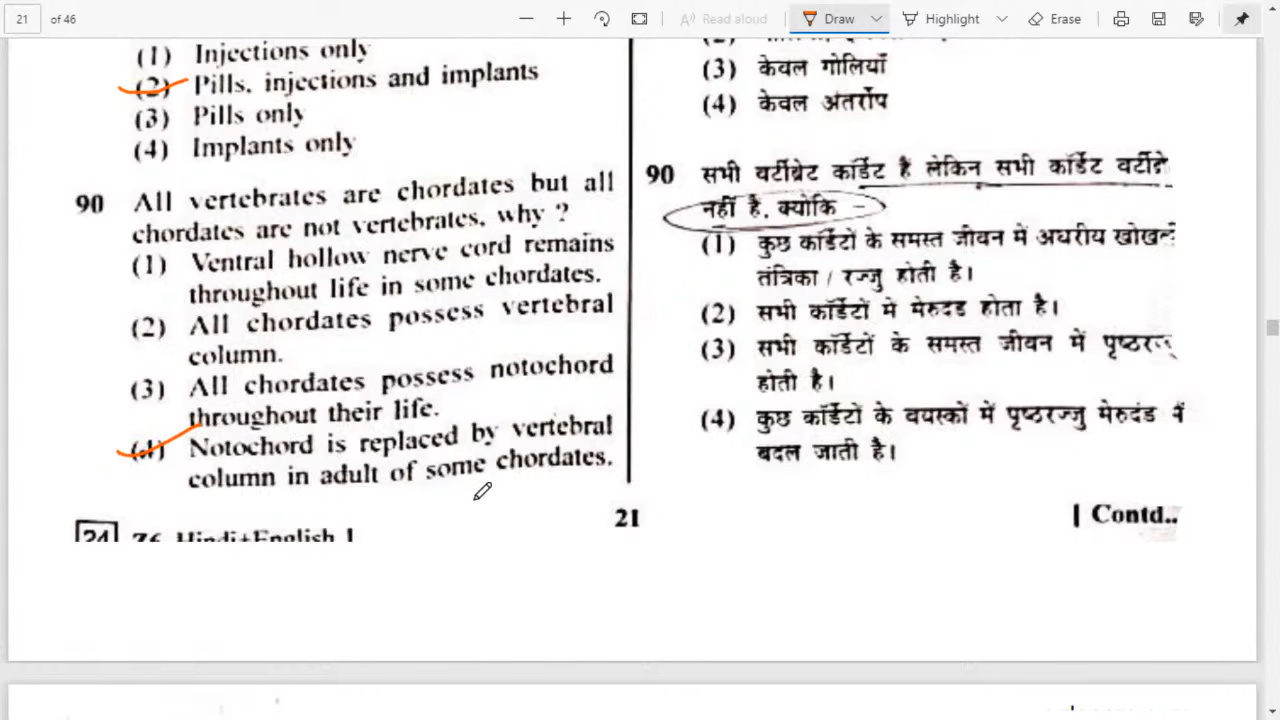 21 of 46
Read aloud
Draw
Highlight
Erase
(1) Injections only
(2) Pills, injections and implants
(3) Pills only
(4) Implants only
90 All vertebrates are chordates but all
chordates are not vertebrates, why ?
(1) Ventral hollow nerve cord remains
throughout life in some chordates.
(2) All chordates possess vertebral
column.
(3) All chordates possess notochord
throughout their life.
(4) Notochord is replaced by vertebral
column in adult of some chordates.
24 Z6 Hindi+English ]
(2)
(3) केवल गोलियाँ
(4) केवल अंतर्रोप
90 सभी वर्टीब्रेट कॉर्डेट है लेकिन सभी कॉर्डेट
नहीं है, क्योंकि –
(1) कुछ कॉर्डेटों के समस्त जीवन में अधरीय
तंत्रिका / रज्जु होती है।
(2) सभी कॉर्डेटों मे मेरुदंड होता है।
(3) सभी कॉर्डेटों के समस्त जीवन में
होती है।
(4) कुछ कॉर्डेटों के वयस्कों में पृष्ठरज्जु मेरुदंड में
बदल जाती है।
21
[ Contd..